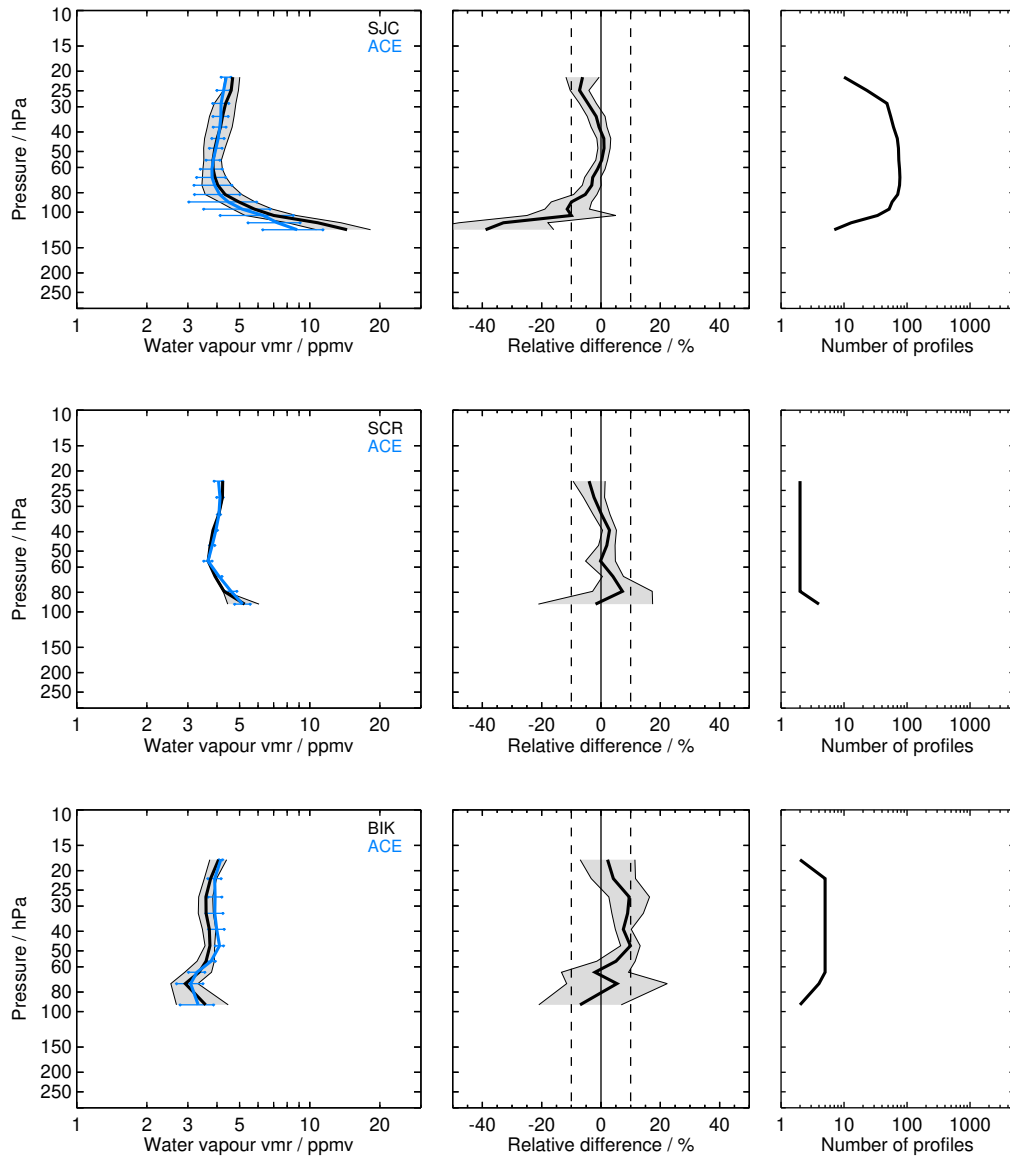 10
15
20
25
30
40
50
60
80
100
150
200
250
Pressure / hPa
SJC
ACE
1 2 3 5 10 20
Water vapour vmr / ppmv
-40 -20 0 20 40
Relative difference / %
1 10 100 1000
Number of profiles
10
15
20
25
30
40
50
60
80
100
150
200
250
Pressure / hPa
SCR
ACE
1 2 3 5 10 20
Water vapour vmr / ppmv
-40 -20 0 20 40
Relative difference / %
1 10 100 1000
Number of profiles
10
15
20
25
30
40
50
60
80
100
150
200
250
Pressure / hPa
BIK
ACE
1 2 3 5 10 20
Water vapour vmr / ppmv
-40 -20 0 20 40
Relative difference / %
1 10 100 1000
Number of profiles